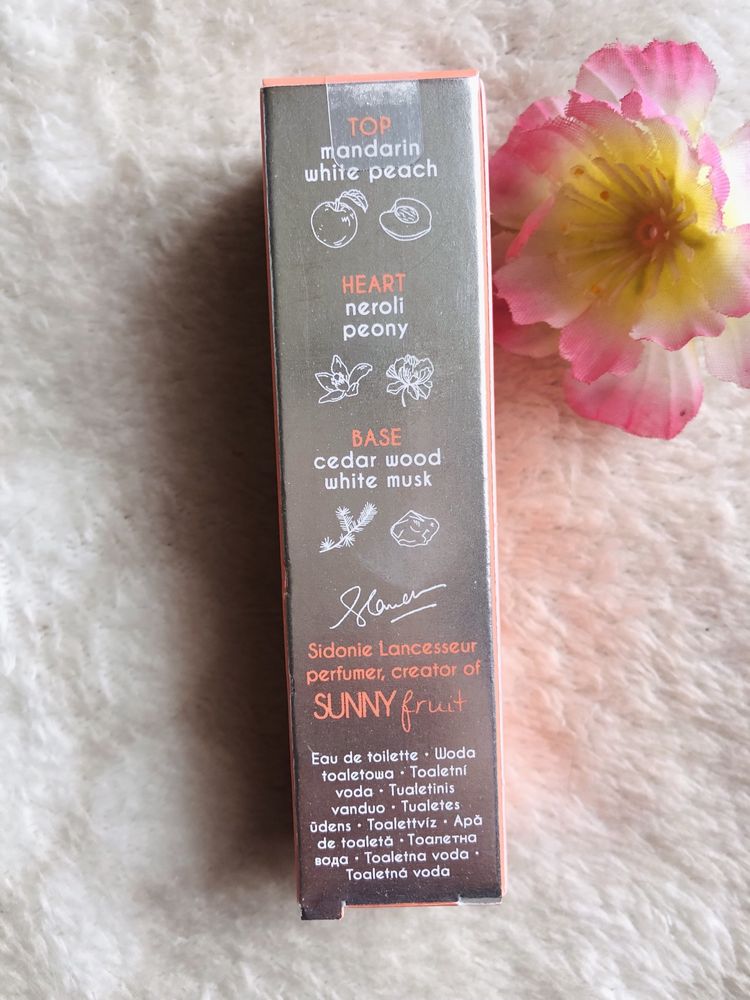 TOP
mandarin
white peach
HEART
neroli
peony
BASE
cedar wood
white musk
Sidonie Lancesseur
perfumer, creator of
SUNNY fruit
Eau de toilette • Woda
toaletowa • Toaletní
voda • Tualetinis
vanduo • Tualetes
ūdens • Toalettvíz • Apă
de toaletă • Тоалетна
вода • Toaletna voda •
Toaletná voda